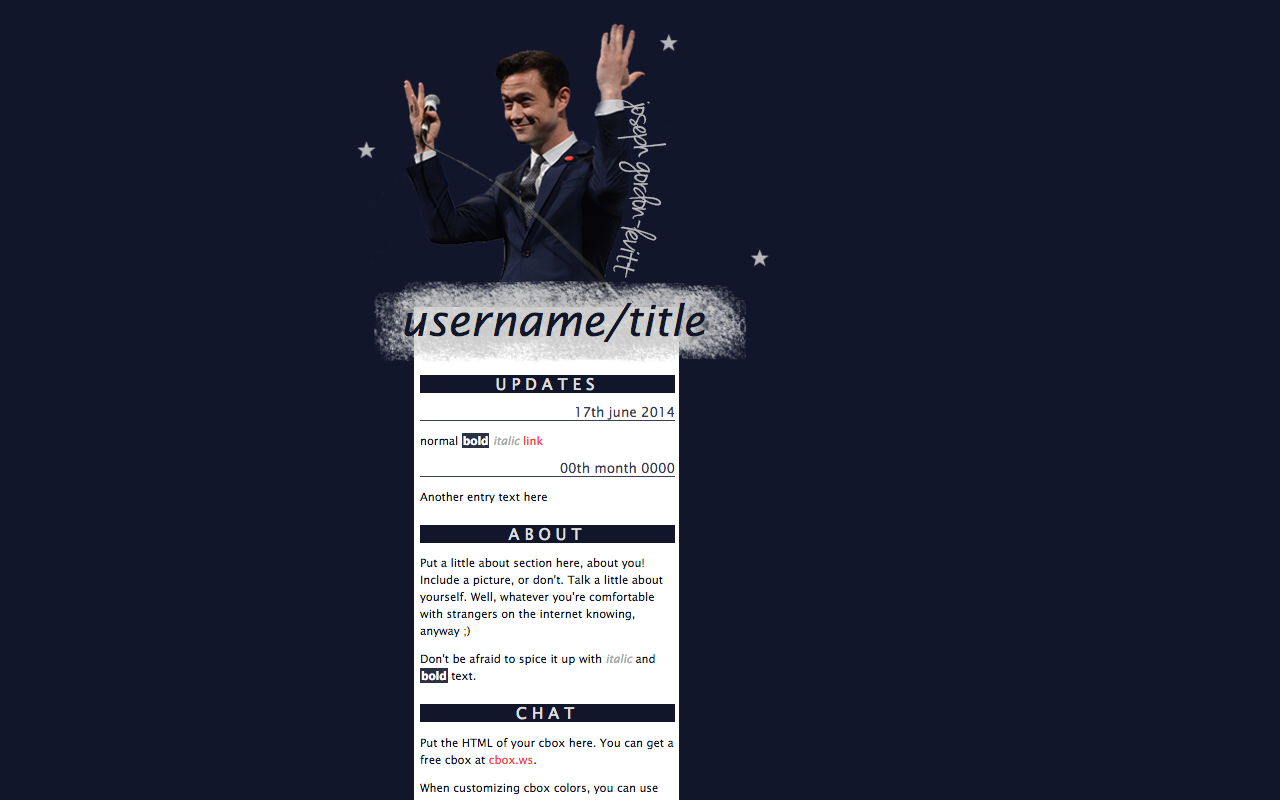 joseph gordon-levitt
username/title
UPDATES
17th june 2014
normal bold italic link
00th month 0000
Another entry text here
ABOUT
Put a little about section here, about you!
Include a picture, or don't. Talk a little about
yourself. Well, whatever you're comfortable
with strangers on the internet knowing,
anyway ;)
Don't be afraid to spice it up with italic and
bold text.
CHAT
Put the HTML of your cbox here. You can get a
free cbox at cbox.ws.
When customizing cbox colors, you can use